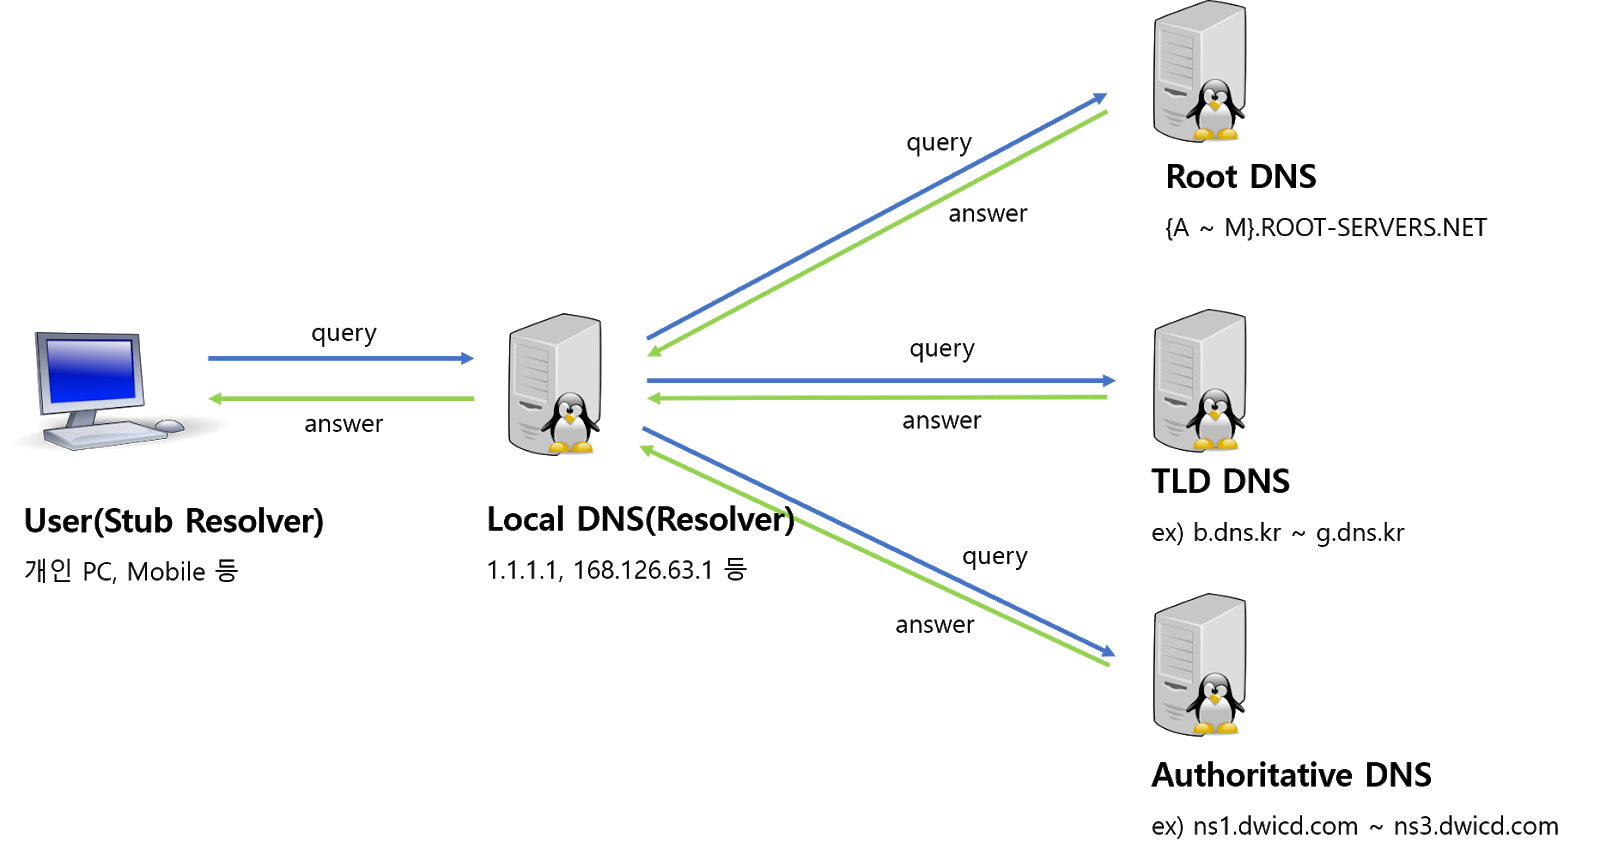 query
answer
User(Stub Resolver)
개인 PC, Mobile 등
Local DNS(Resolver)
1.1.1.1, 168.126.63.1 등
query
answer
Root DNS
{A ~ M}.ROOT-SERVERS.NET
query
answer
TLD DNS
ex) b.dns.kr ~ g.dns.kr
query
answer
Authoritative DNS
ex) ns1.dwicd.com ~ ns3.dwicd.com